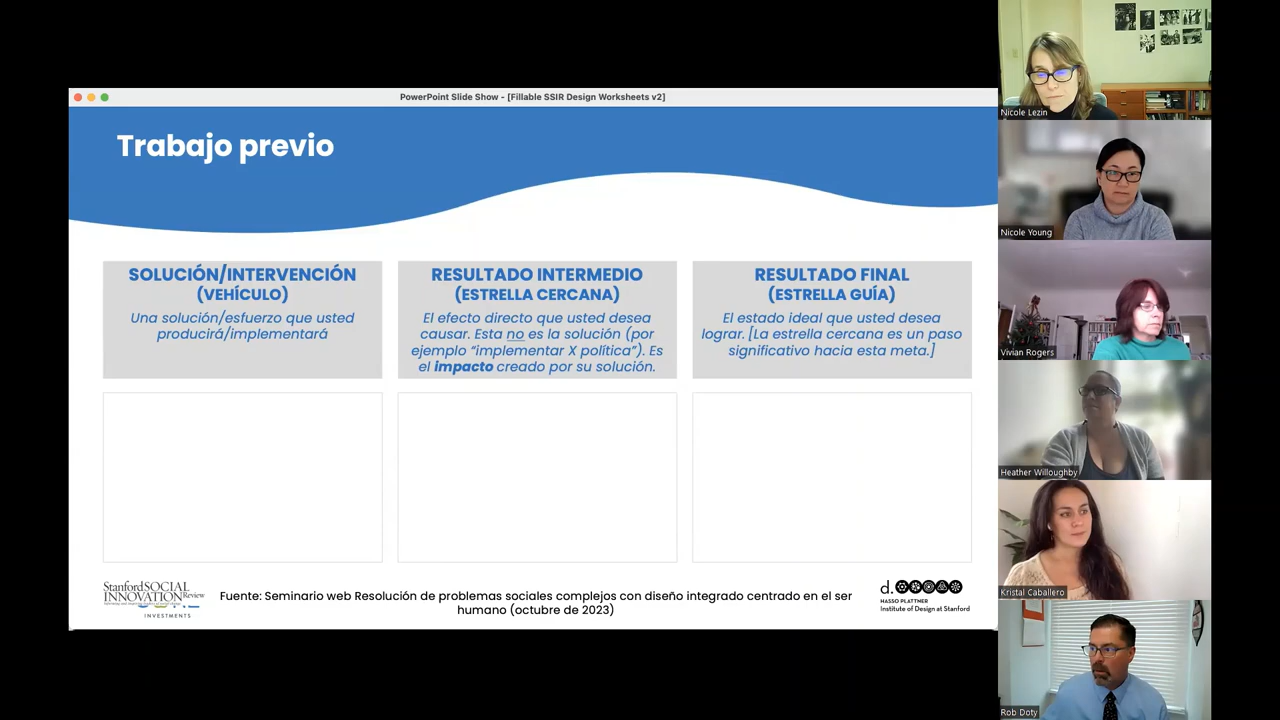 PowerPoint Slide Show - [Fillable SSIR Design Worksheets v2]
Trabajo previo
SOLUCIÓN/INTERVENCIÓN
(VEHÍCULO)
Una solución/esfuerzo que usted
producirá/implementará
RESULTADO INTERMEDIO
(ESTRELLA CERCANA)
El efecto directo que usted desea
causar. Esta no es la solución (por
ejemplo “implementar X política”). Es
el impacto creado por su solución.
RESULTADO FINAL
(ESTRELLA GUÍA)
El estado ideal que usted desea
lograr. [La estrella cercana es un paso
significativo hacia esta meta.]
Stanford SOCIAL
INNOVATION Review
INVESTMENTS
Fuente: Seminario web Resolución de problemas sociales complejos con diseño integrado centrado en el ser
humano (octubre de 2023)
d.
HASSO PLATTNER
Institute of Design at Stanford
Nicole Lezin
Nicole Young
Vivian Rogers
Heather Willoughby
Kristal Caballero
Rob Doty